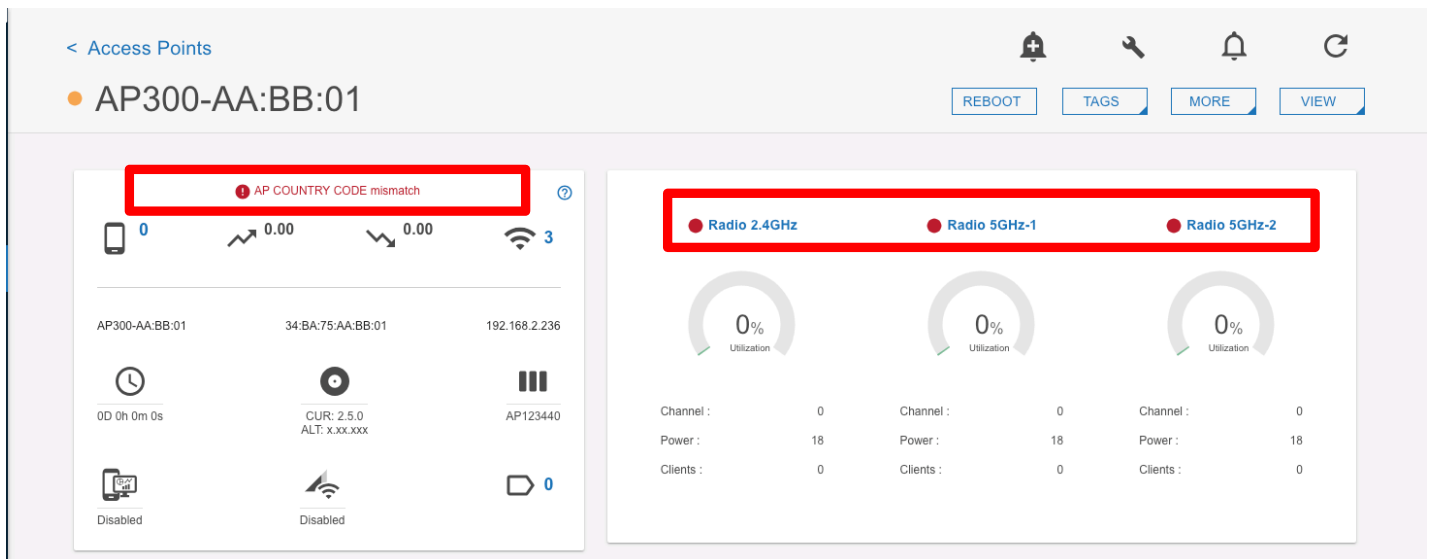 < Access Points
AP300-AA:BB:01
REBOOT TAGS MORE VIEW
! AP COUNTRY CODE mismatch ?
0 0.00 0.00 3
AP300-AA:BB:01 34:BA:75:AA:BB:01 192.168.2.236
0D 0h 0m 0s CUR: 2.5.0 AP123440
ALT: x.xx.xxx
0
Disabled Disabled
Radio 2.4GHz Radio 5GHz-1 Radio 5GHz-2
0% 0% 0%
Utilization Utilization Utilization
Channel : 0 Channel : 0 Channel : 0
Power : 18 Power : 18 Power : 18
Clients : 0 Clients : 0 Clients : 0